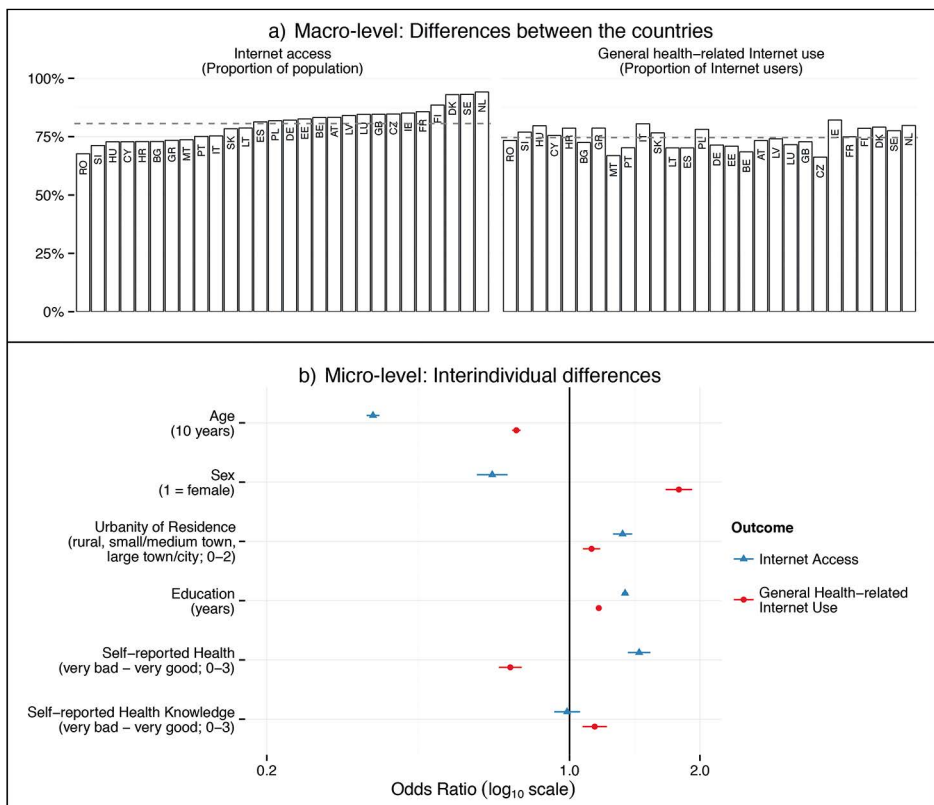 a) Macro-level: Differences between the countries
Internet access
(Proportion of population)
General health-related Internet use
(Proportion of Internet users)
100%
75%
50%
25%
0%
RO
SI
HU
CY
HR
BG
GR
MT
PT
IT
SK
LT
ES
PL
DE
EE
BE
AT
LV
LU
GB
CZ
IE
FR
FI
DK
SE
NL
RO
SI
HU
CY
HR
BG
GR
MT
PT
IT
SK
LT
ES
PL
DE
EE
BE
AT
LV
LU
GB
CZ
IE
FR
FI
DK
SE
NL
b) Micro-level: Interindividual differences
Age
(10 years)
Sex
(1 = female)
Urbanity of Residence
(rural, small/medium town,
large town/city; 0–2)
Education
(years)
Self-reported Health
(very bad – very good; 0–3)
Self-reported Health Knowledge
(very bad – very good; 0–3)
Outcome
Internet Access
General Health-related
Internet Use
0.2
1.0
2.0
Odds Ratio (log10 scale)